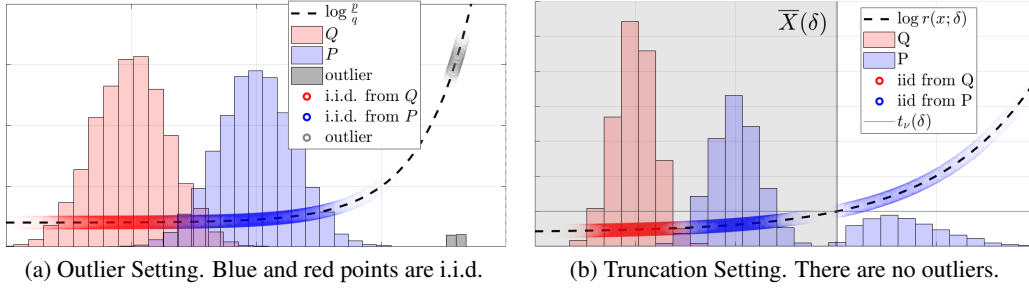 log p/q
Q
P
outlier
i.i.d. from Q
i.i.d. from P
outlier
(a) Outlier Setting. Blue and red points are i.i.d.
X̅(δ)
log r(x; δ)
Q
P
iid from Q
iid from P
t_ν(δ)
(b) Truncation Setting. There are no outliers.